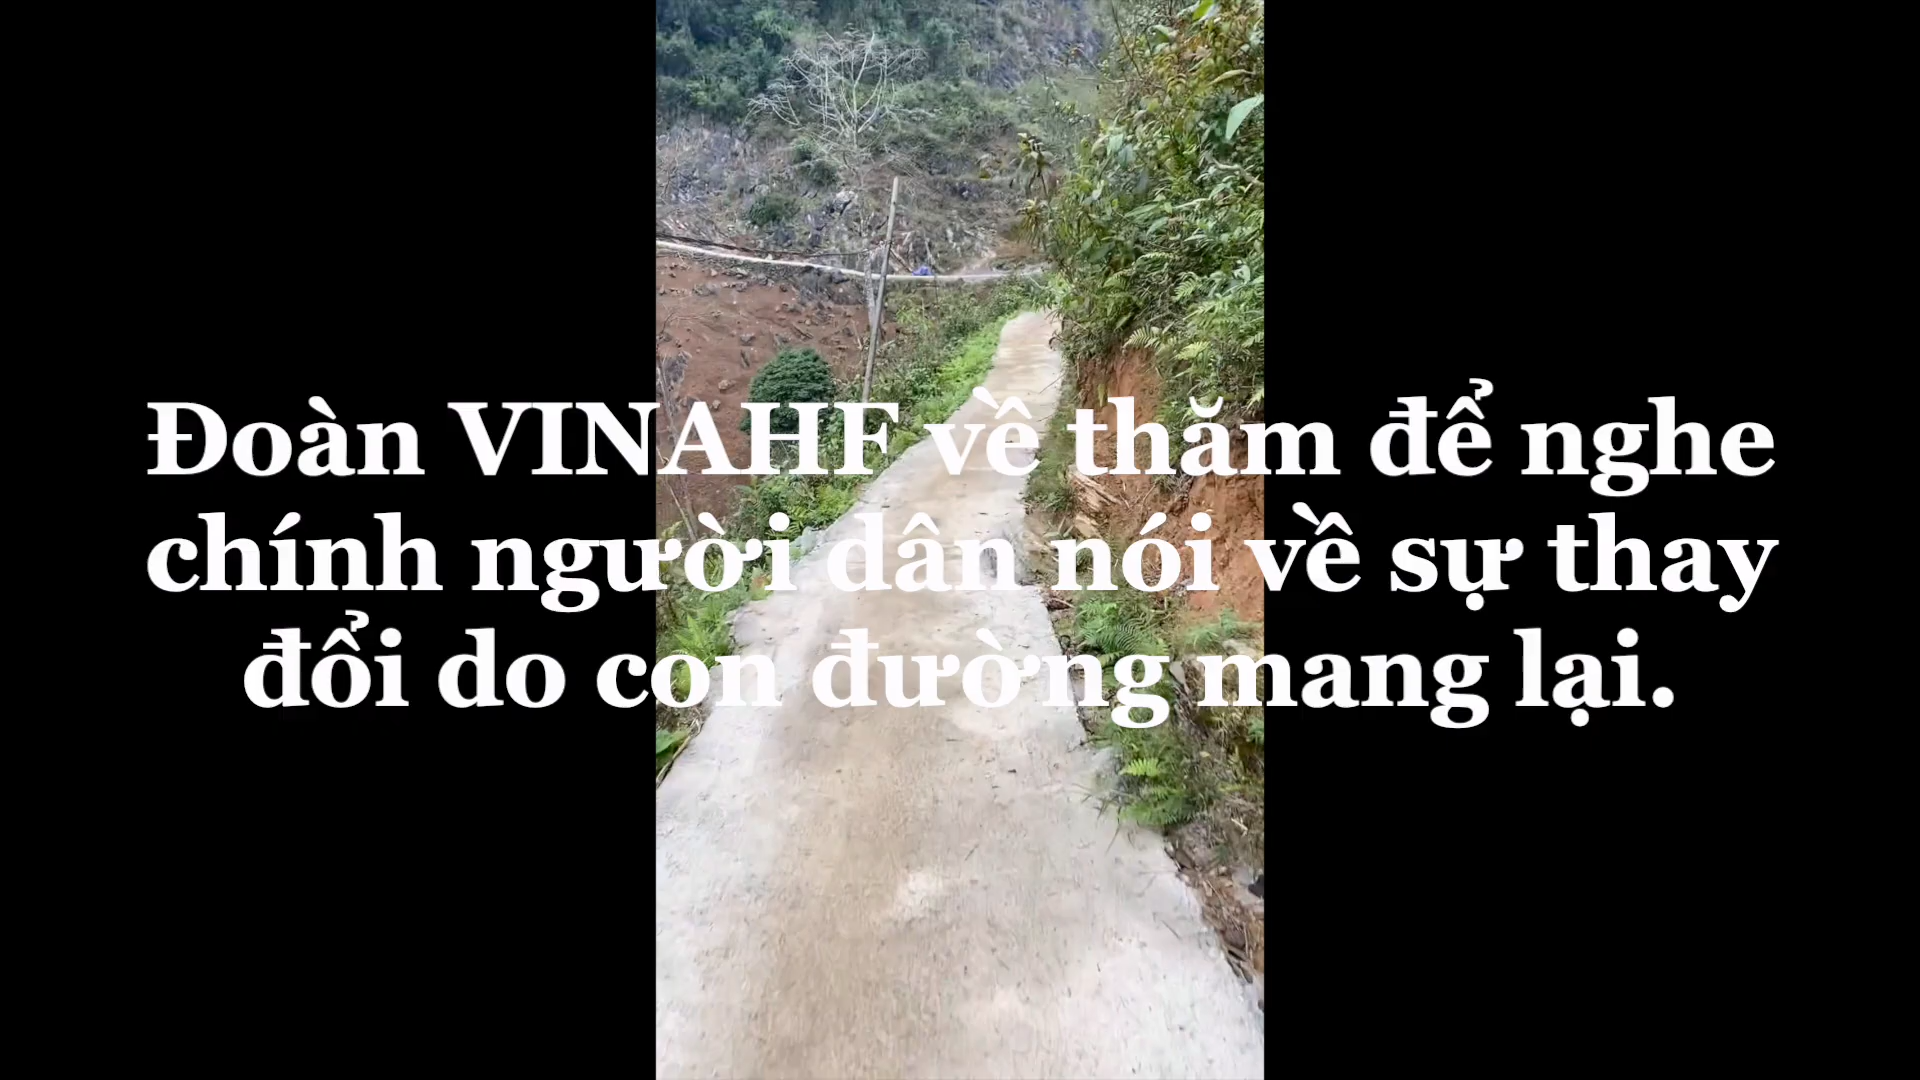 Đoàn VINAHF về thăm để nghe
chính người dân nói về sự thay
đổi do con đường mang lại.